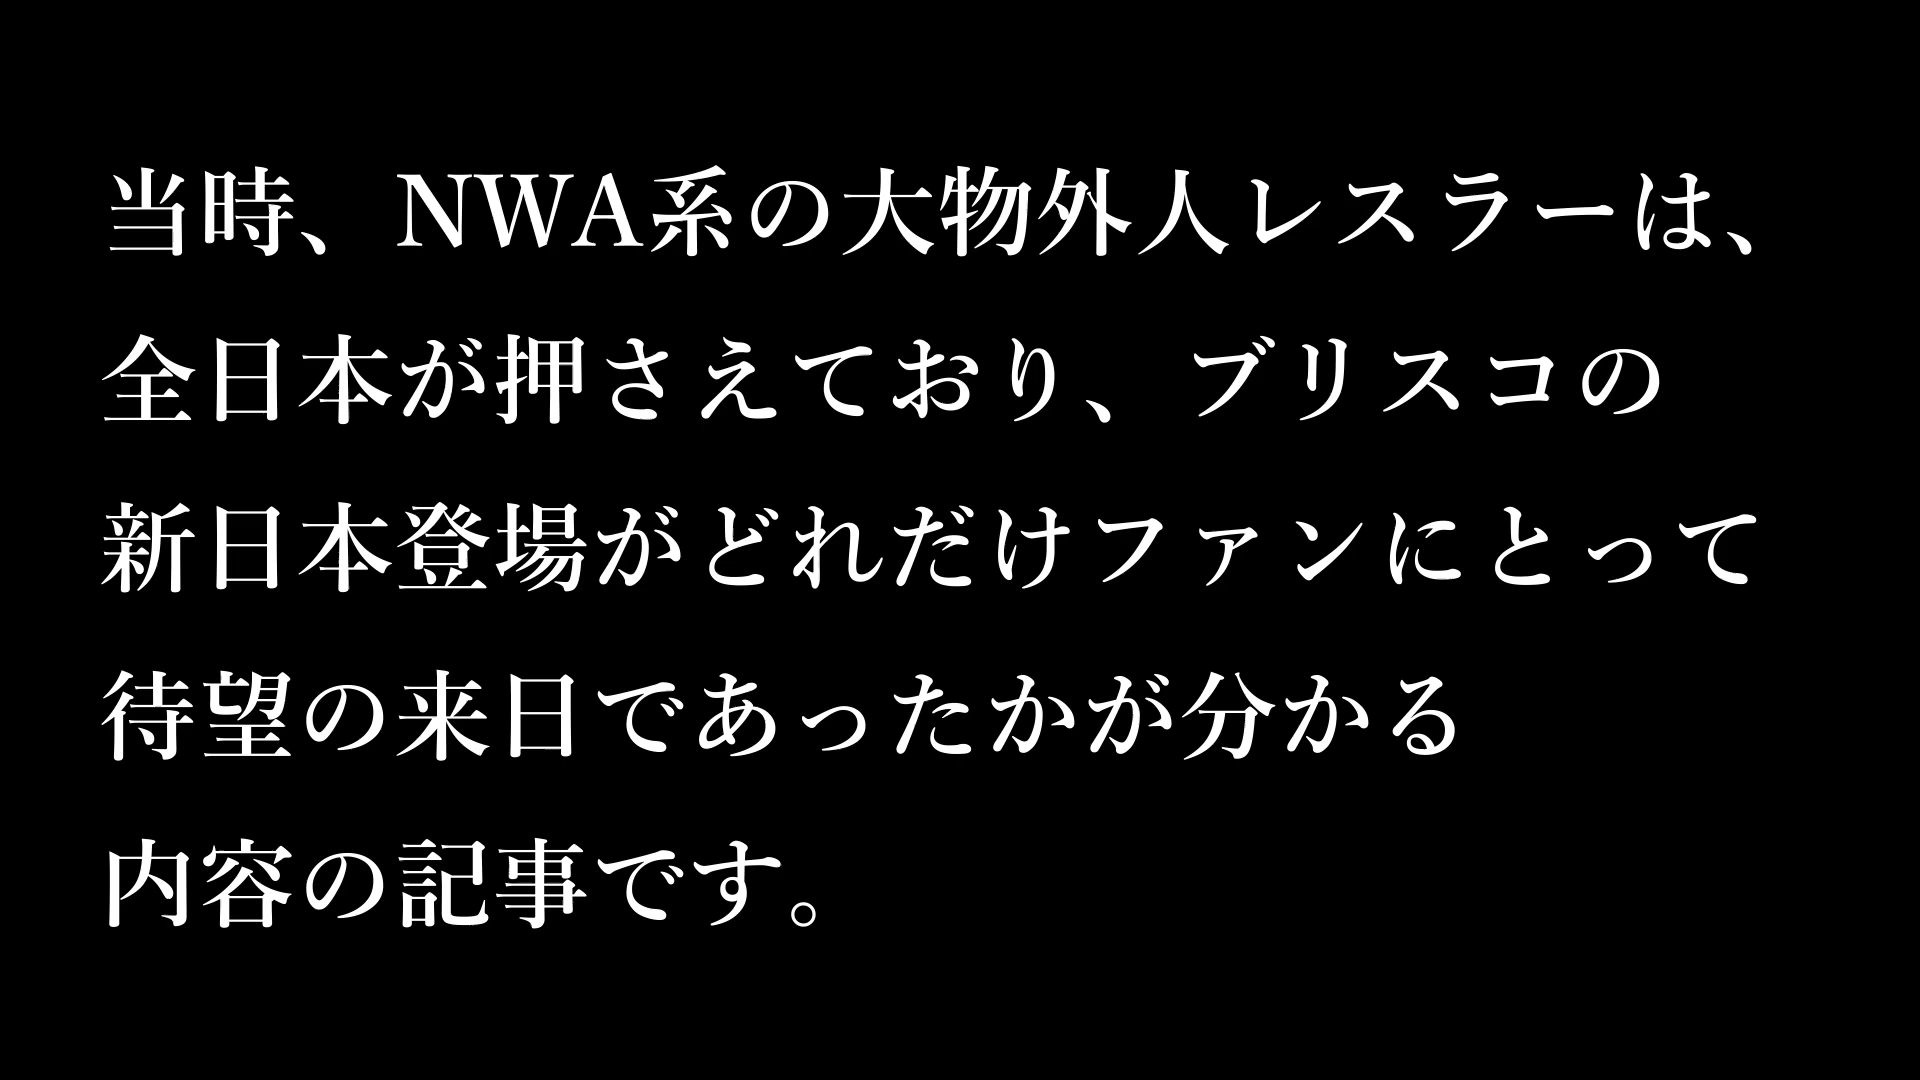 当時、NWA系の大物外人レスラーは、
全日本が押さえており、ブリスコの
新日本登場がどれだけファンにとって
待望の来日であったかが分かる
内容の記事です。